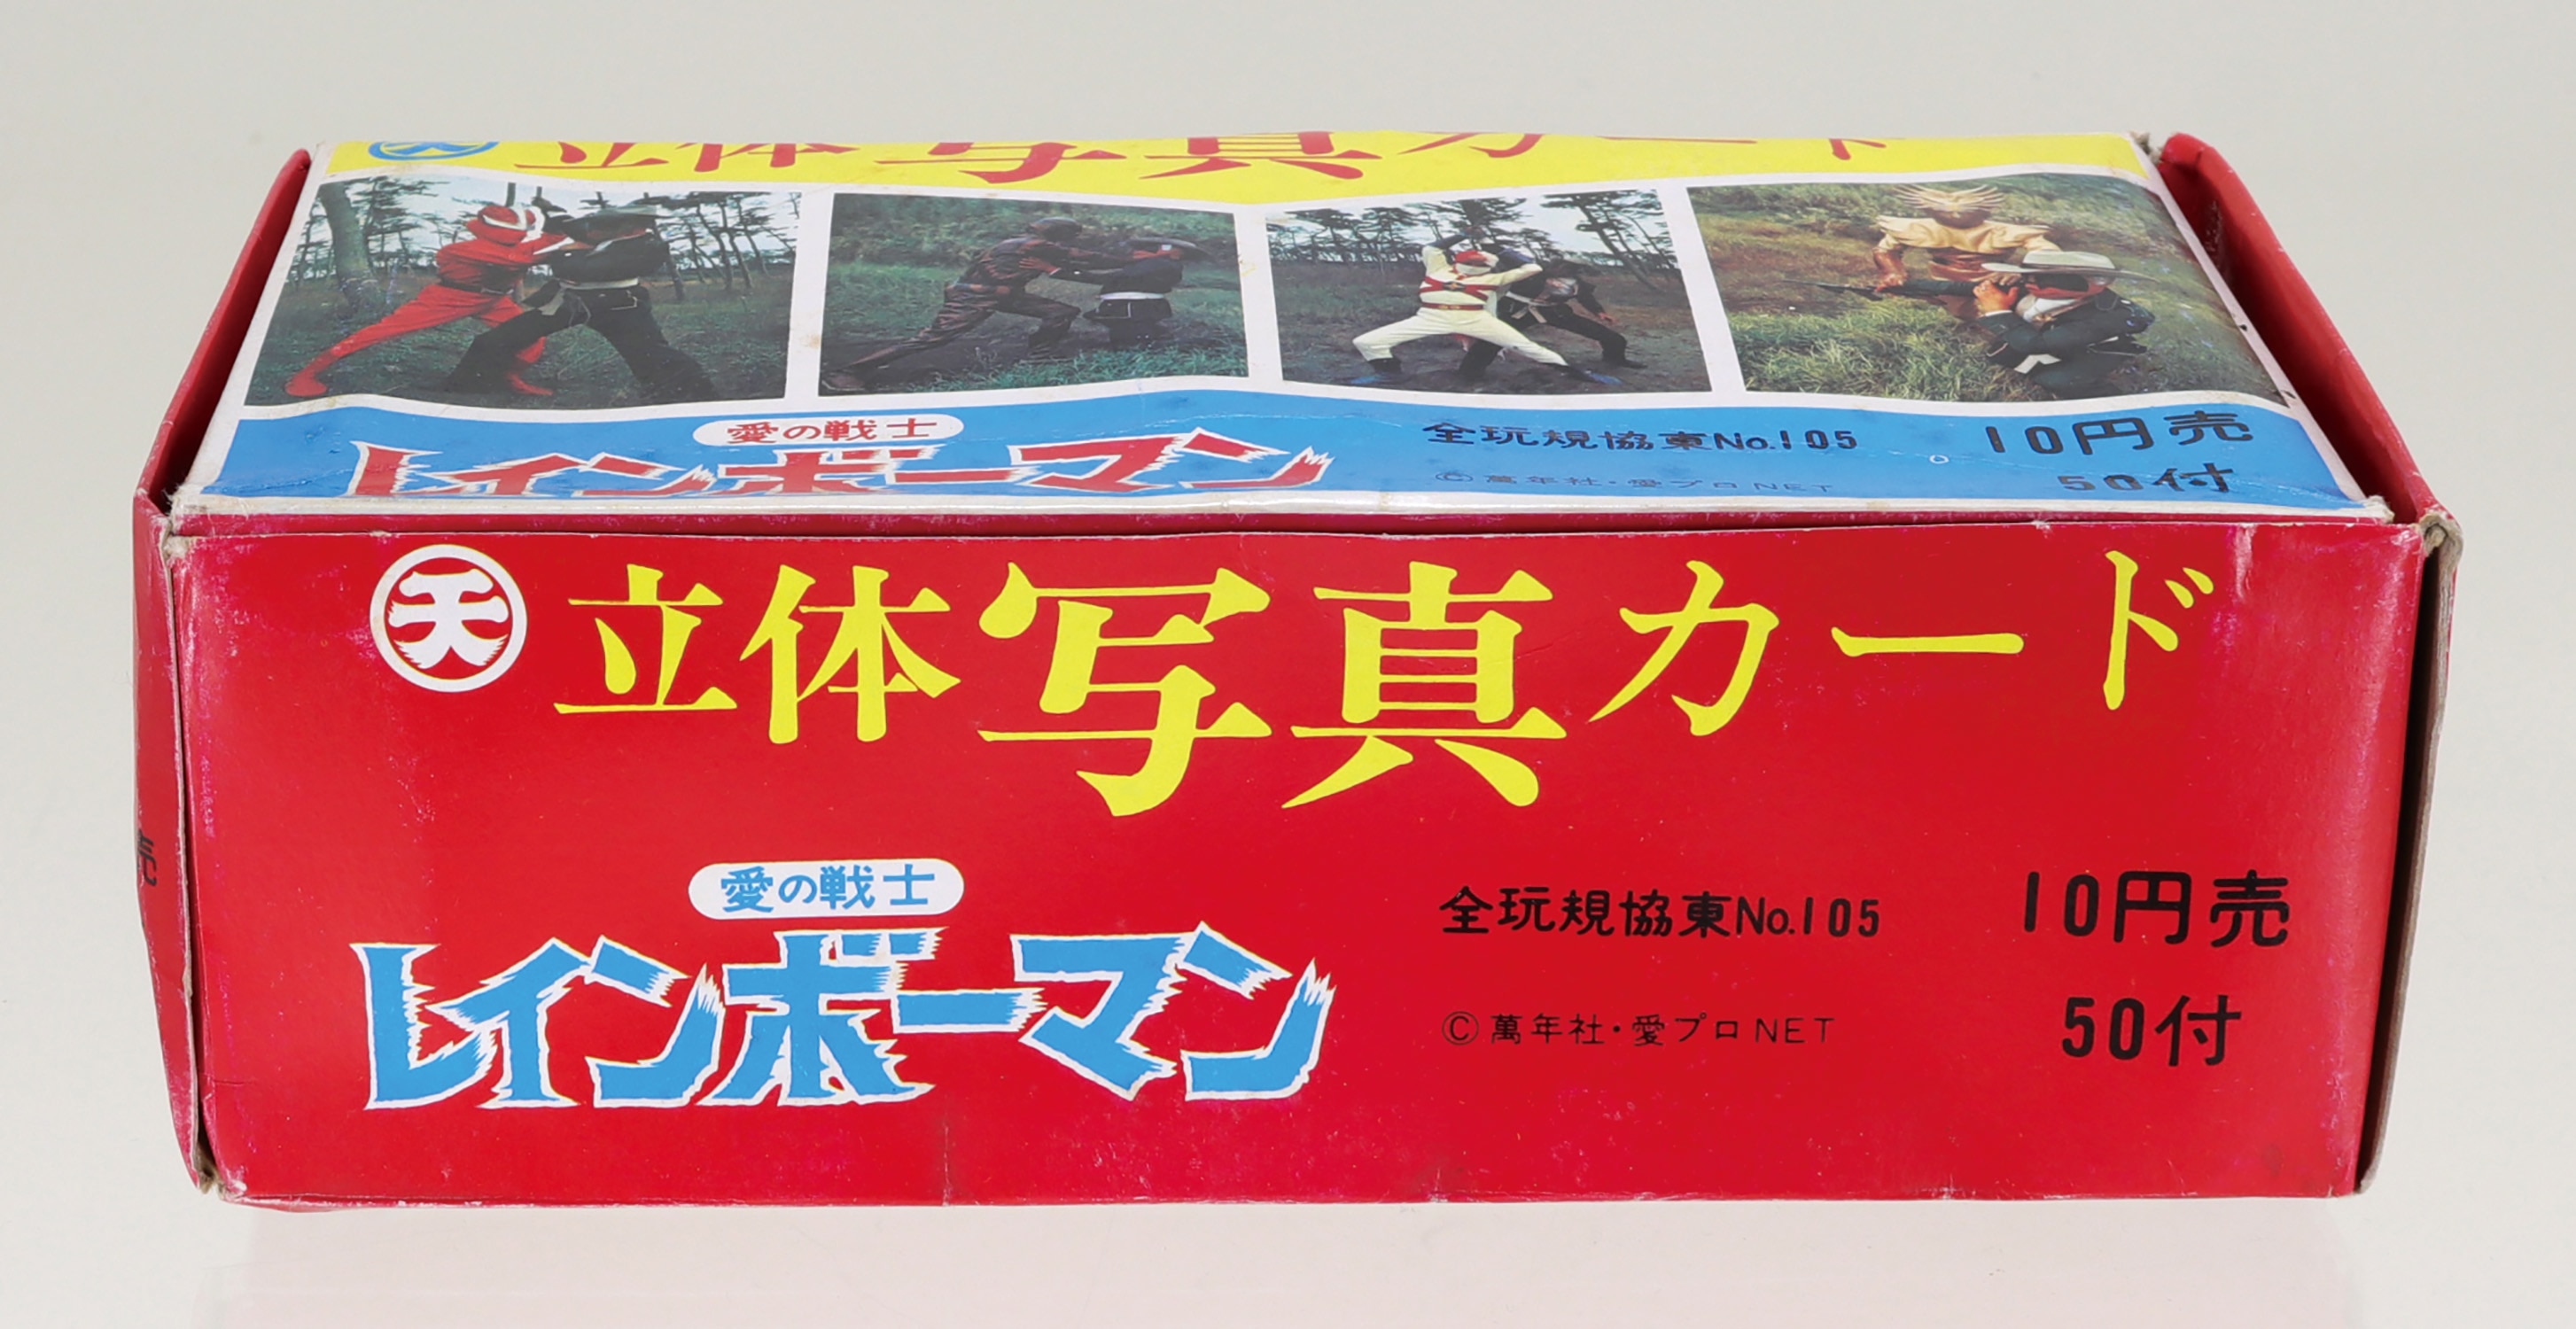 立体写真カード
愛の戦士
レインボーマン
全玩規協東No.105
10円売
©萬年社・愛プロNET
50付
天 立体写真カード
愛の戦士
レインボーマン
全玩規協東No.105
10円売
©萬年社・愛プロNET
50付
売